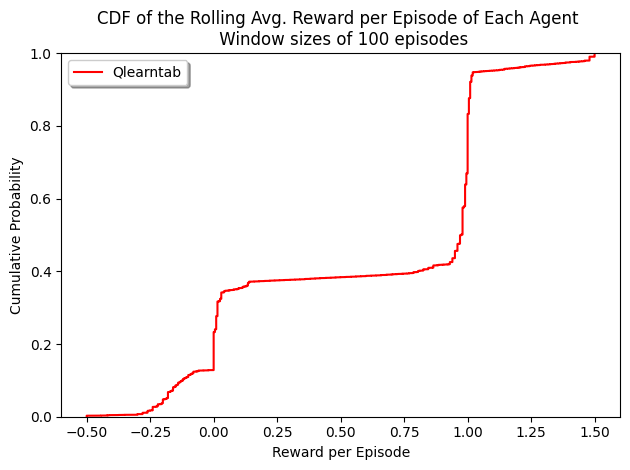 CDF of the Rolling Avg. Reward per Episode of Each Agent
Window sizes of 100 episodes
Qlearntab
Cumulative Probability
1.0
0.8
0.6
0.4
0.2
0.0
−0.50 −0.25 0.00 0.25 0.50 0.75 1.00 1.25 1.50
Reward per Episode